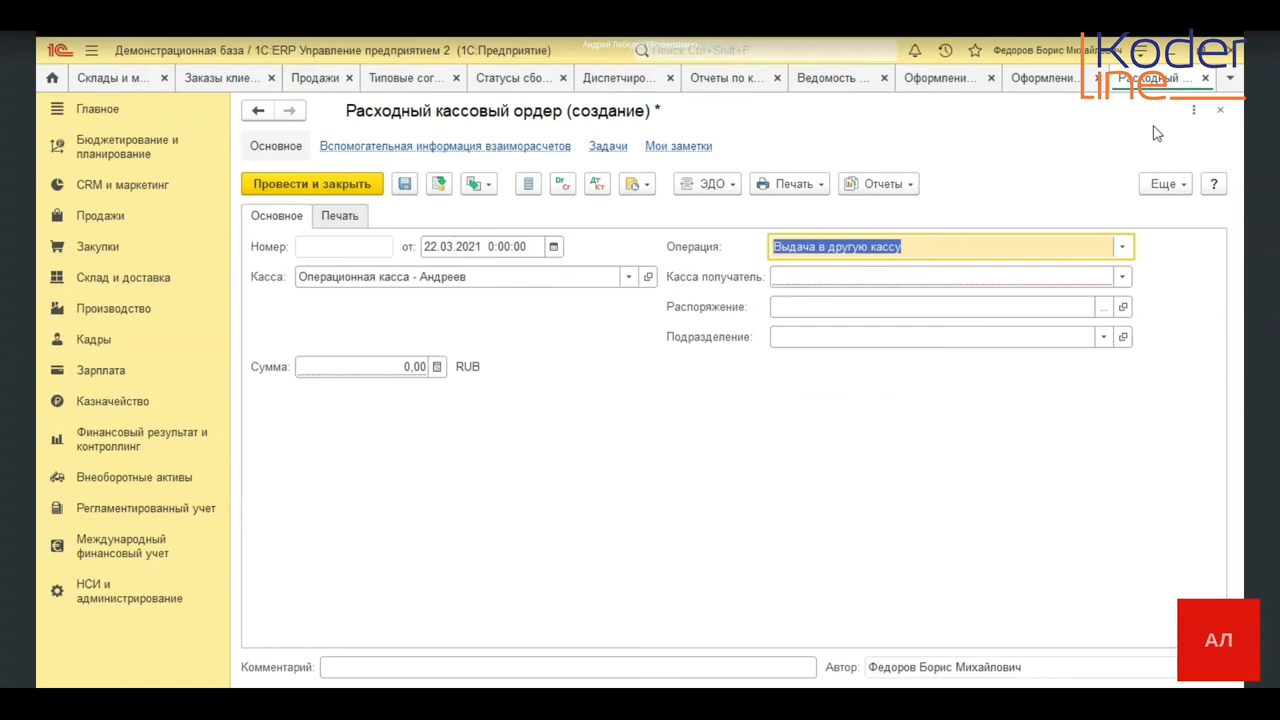 Демонстрационная база / 1С:ERP Управление предприятием 2 (1С:Предприятие)
Поиск Ctrl+Shift+F
Федоров Борис Михайлович
Koder
line
Склады и м...
Заказы клие...
Продажи
Типовые сог...
Статусы сбо...
Диспетчиро...
Отчеты по к...
Ведомость ...
Оформлени...
Оформлени...
Расходный ...
Главное
Бюджетирование и
планирование
CRM и маркетинг
Продажи
Закупки
Склад и доставка
Производство
Кадры
Зарплата
Казначейство
Финансовый результат и
контроллинг
Внеоборотные активы
Регламентированный учет
Международный
финансовый учет
НСИ и
администрирование
Расходный кассовый ордер (создание) *
Основное Вспомогательная информация взаиморасчетов Задачи Мои заметки
Провести и закрыть Dr Cr Дт Кт ЭДО Печать Отчеты Еще ?
Основное Печать
Номер: от: 22.03.2021 0:00:00 Операция: Выдача в другую кассу
Касса: Операционная касса - Андреев Касса получатель:
Распоряжение:
Подразделение:
Сумма: 0,00 RUB
Комментарий: Автор: Федоров Борис Михайлович
АЛ